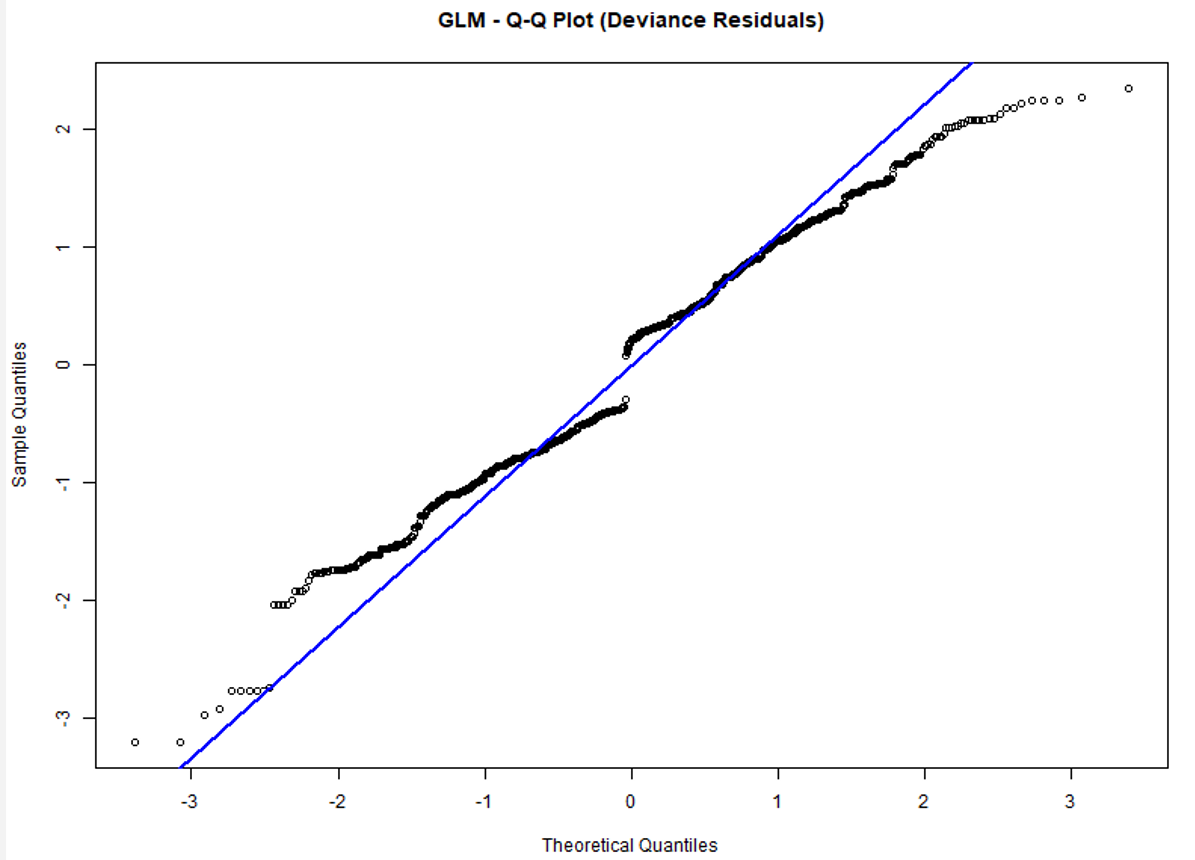 GLM - Q-Q Plot (Deviance Residuals)
2
1
0
-1
-2
-3
Sample Quantiles
-3 -2 -1 0 1 2 3
Theoretical Quantiles